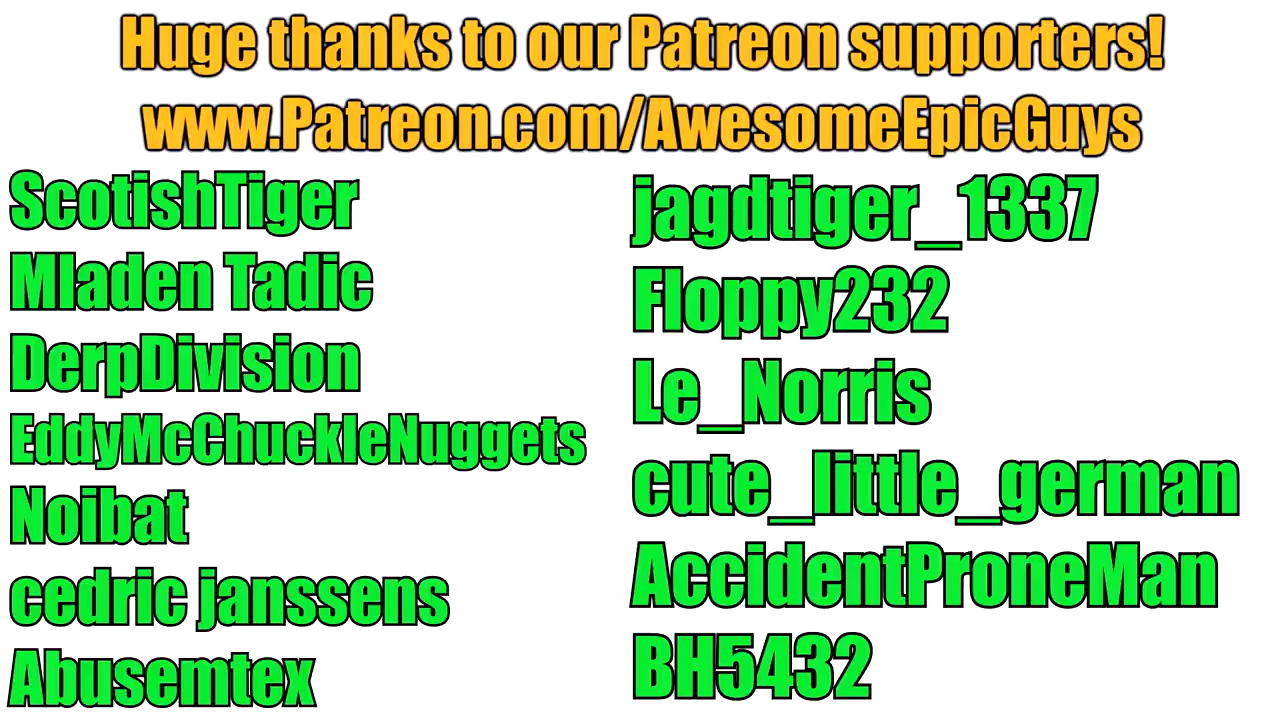 Huge thanks to our Patreon supporters!
www.Patreon.com/AwesomeEpicGuys
ScotishTiger
Mladen Tadic
DerpDivision
EddyMcChuckleNuggets
Noibat
cedric janssens
Abusemtex
jagdtiger_1337
Floppy232
Le_Norris
cute_little_german
AccidentProneMan
BH5432